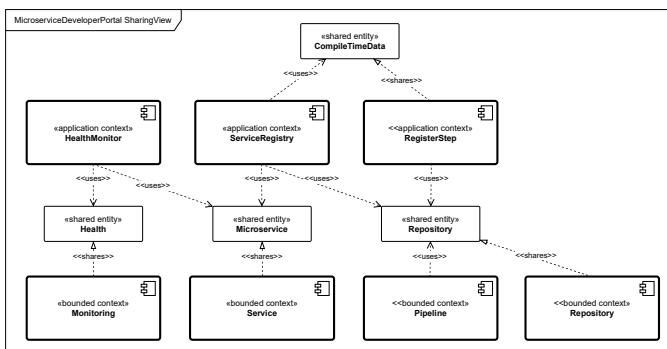 MicroserviceDeveloperPortal SharingView
«shared entity»
CompileTimeData
<<uses>>
<<shares>>
«application context»
HealthMonitor
«application context»
ServiceRegistry
<<application context»
RegisterStep
<<uses>>
<<uses>>
<<uses>>
<<uses>>
<<uses>>
«shared entity»
Health
«shared entity»
Microservice
«shared entity»
Repository
<<shares>>
<<shares>>
<<uses>>
<<shares>>
«bounded context»
Monitoring
«bounded context»
Service
<<bounded context»
Pipeline
<<bounded context»
Repository